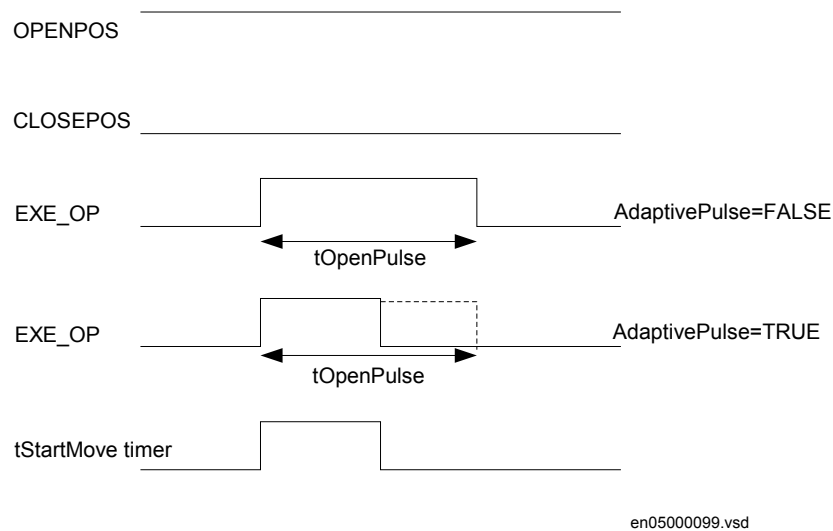 OPENPOS
CLOSEPOS
EXE_OP
AdaptivePulse=FALSE
tOpenPulse
EXE_OP
AdaptivePulse=TRUE
tOpenPulse
tStartMove timer
en05000099.vsd